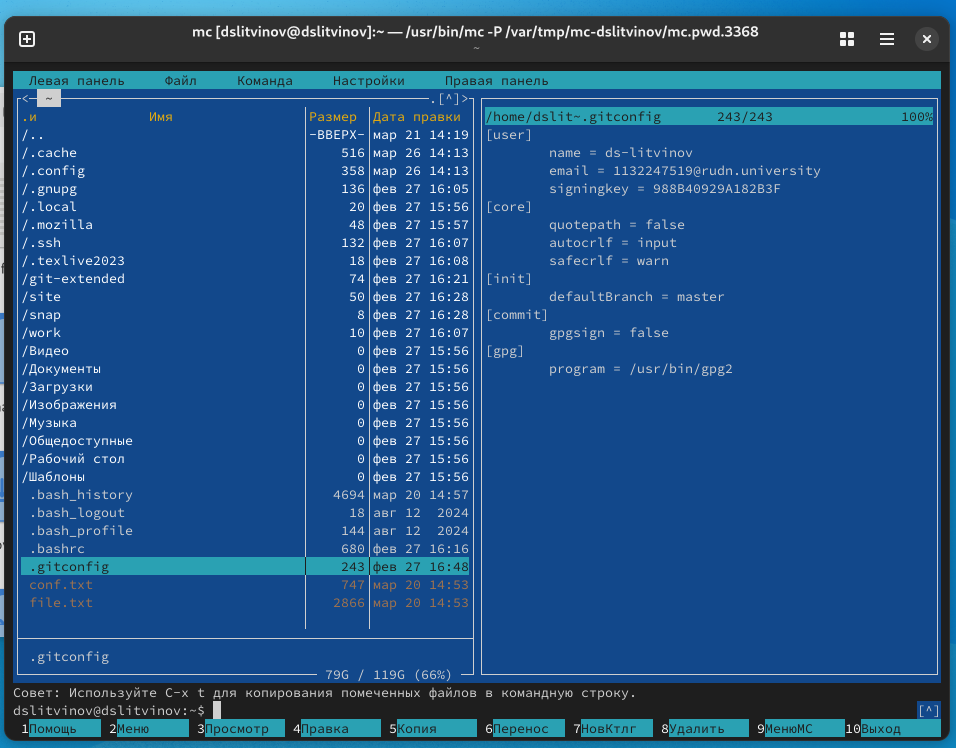 mc [dslitvinov@dslitvinov]:~ — /usr/bin/mc -P /var/tmp/mc-dslitvinov/mc.pwd.3368
~
Левая панель Файл Команда Настройки Правая панель
<- ~ .[^]>
.и Имя Размер Дата правки
/.. -ВВЕРХ- мар 21 14:19
/.cache 516 мар 26 14:13
/.config 358 мар 26 14:13
/.gnupg 136 фев 27 16:05
/.local 20 фев 27 15:56
/.mozilla 48 фев 27 15:57
/.ssh 132 фев 27 16:07
/.texlive2023 18 фев 27 16:08
/git-extended 74 фев 27 16:21
/site 50 фев 27 16:28
/snap 8 фев 27 16:28
/work 10 фев 27 16:07
/Видео 0 фев 27 15:56
/Документы 0 фев 27 15:56
/Загрузки 0 фев 27 15:56
/Изображения 0 фев 27 15:56
/Музыка 0 фев 27 15:56
/Общедоступные 0 фев 27 15:56
/Рабочий стол 0 фев 27 15:56
/Шаблоны 0 фев 27 15:56
.bash_history 4694 мар 20 14:57
.bash_logout 18 авг 12 2024
.bash_profile 144 авг 12 2024
.bashrc 680 фев 27 16:16
.gitconfig 243 фев 27 16:48
conf.txt 747 мар 20 14:53
file.txt 2866 мар 20 14:53
.gitconfig
79G / 119G (66%)
/home/dslit~.gitconfig 243/243 100%
[user]
name = ds-litvinov
email = 1132247519@rudn.university
signingkey = 988B40929A182B3F
[core]
quotepath = false
autocrlf = input
safecrlf = warn
[init]
defaultBranch = master
[commit]
gpgsign = false
[gpg]
program = /usr/bin/gpg2
Совет: Используйте C-x t для копирования помеченных файлов в командную строку.
dslitvinov@dslitvinov:~$ [^]
1Помощь 2Меню 3Просмотр 4Правка 5Копия 6Перенос 7НовКтлг 8Удалить 9МенюМС 10Выход